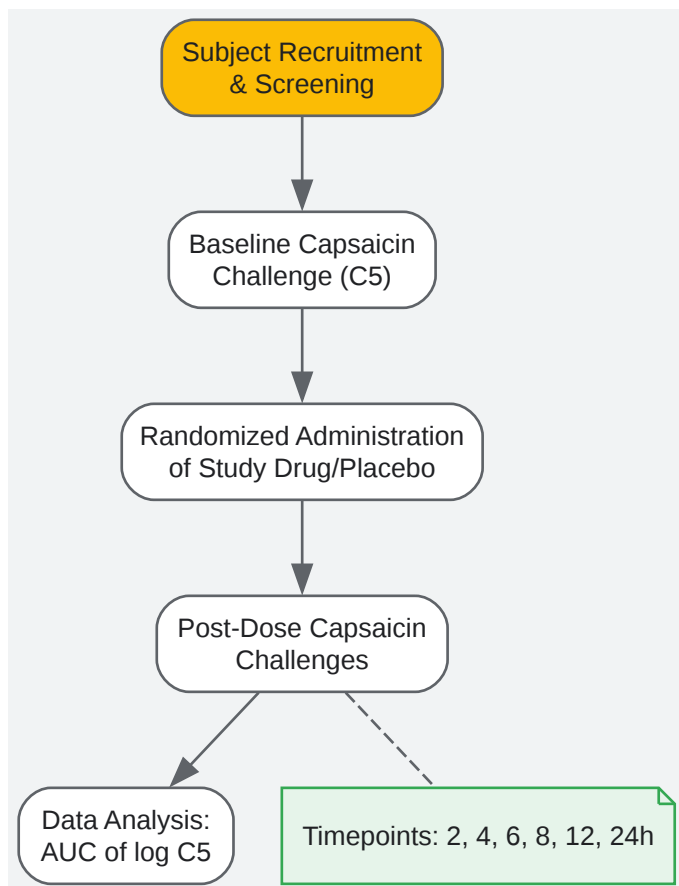 Subject Recruitment
& Screening
Baseline Capsaicin
Challenge (C5)
Randomized Administration
of Study Drug/Placebo
Post-Dose Capsaicin
Challenges
Data Analysis:
AUC of log C5
Timepoints: 2, 4, 6, 8, 12, 24h